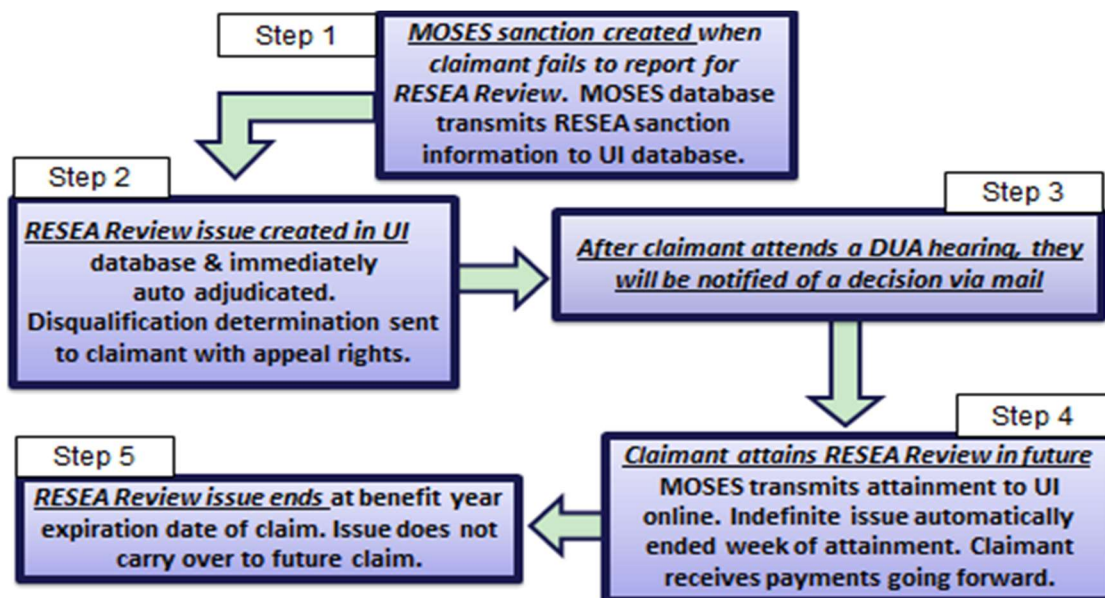 Step 1
MOSES sanction created when
claimant fails to report for
RESEA Review. MOSES database
transmits RESEA sanction
information to UI database.
Step 2
RESEA Review issue created in UI
database & immediately
auto adjudicated.
Disqualification determination sent
to claimant with appeal rights.
Step 3
After claimant attends a DUA hearing, they
will be notified of a decision via mail
Step 4
Claimant attains RESEA Review in future
MOSES transmits attainment to UI
online. Indefinite issue automatically
ended week of attainment. Claimant
receives payments going forward.
Step 5
RESEA Review issue ends at benefit year
expiration date of claim. Issue does not
carry over to future claim.